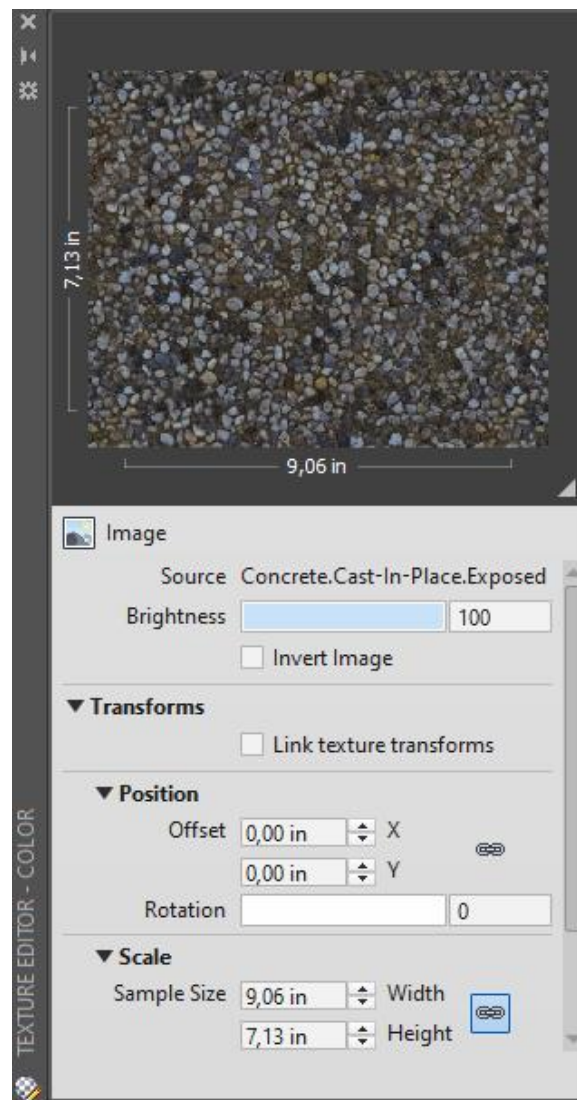 7,13 in
9,06 in
Image
Source Concrete.Cast-In-Place.Exposed
Brightness 100
Invert Image
Transforms
Link texture transforms
Position
Offset 0,00 in X
0,00 in Y
Rotation 0
Scale
Sample Size 9,06 in Width
7,13 in Height
TEXTURE EDITOR - COLOR